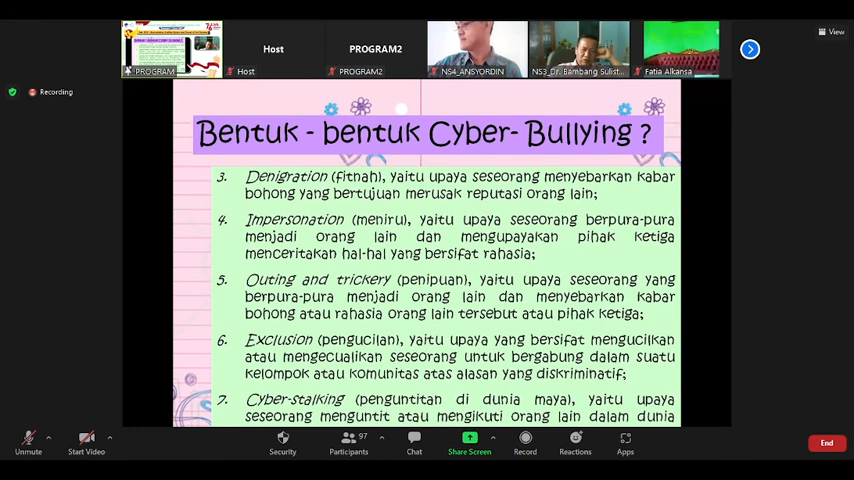 Host
PROGRAM2
View
PROGRAM
Host
PROGRAM2
NS4_ANSYORDIN
NS3_Dr. Bambang Sulist...
Fatia Alkansa
Recording
Bentuk - bentuk Cyber- Bullying ?
3. Denigration (fitnah), yaitu upaya seseorang menyebarkan kabar
bohong yang bertujuan merusak reputasi orang lain;
4. Impersonation (meniru), yaitu upaya seseorang berpura-pura
menjadi orang lain dan mengupayakan pihak ketiga
menceritakan hal-hal yang bersifat rahasia;
5. Outing and trickery (penipuan), yaitu upaya seseorang yang
berpura-pura menjadi orang lain dan menyebarkan kabar
bohong atau rahasia orang lain tersebut atau pihak ketiga;
6. Exclusion (pengucilan), yaitu upaya yang bersifat mengucilkan
atau mengecualikan seseorang untuk bergabung dalam suatu
kelompok atau komunitas atas alasan yang diskriminatif;
7. Cyber-stalking (penguntitan di dunia maya), yaitu upaya
seseorang menguntit atau mengikuti orang lain dalam dunia
97
Unmute
Start Video
Security
Participants
Chat
Share Screen
Record
Reactions
Apps
End